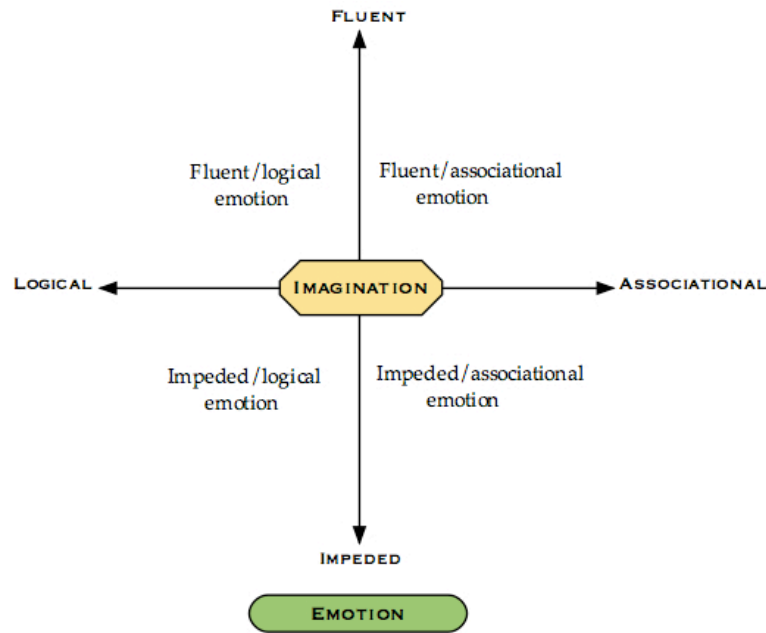 FLUENT
Fluent/logical
emotion
Fluent/associational
emotion
LOGICAL
IMAGINATION
ASSOCIATIONAL
Impeded/logical
emotion
Impeded/associational
emotion
IMPEDED
EMOTION